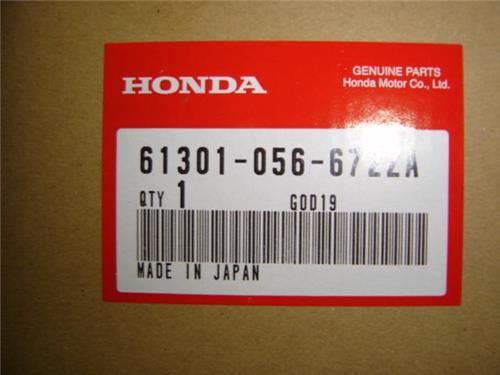 HONDA
GENUINE PARTS
Honda Motor Co., Ltd.
61301-056-6722A
QTY 1 GOD19
MADE IN JAPAN